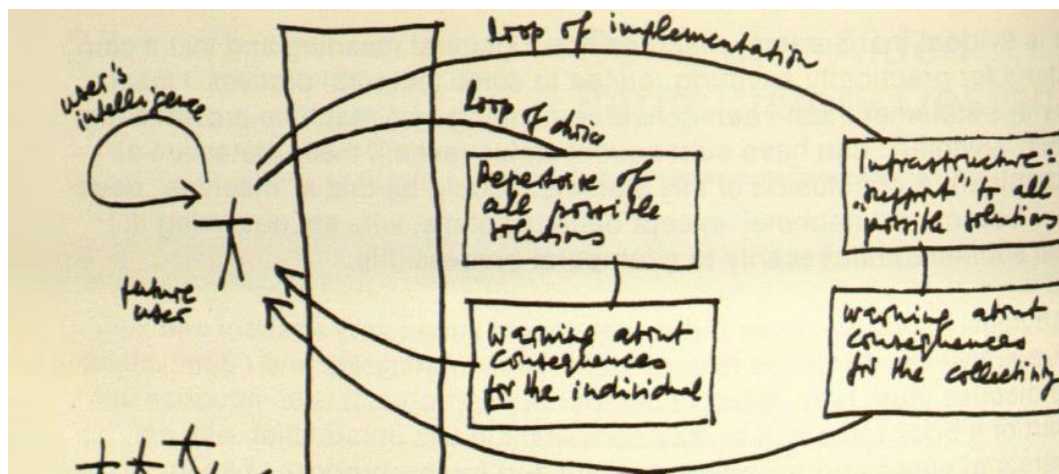 Loop of implementation
user's
intelligence
Loop of choice
Repertoire of
all possible
solutions
Infrastructure:
"support" to all
"possible solutions
future
user
warning about
consequences
for the individual
warning about
consequences
for the collectivity